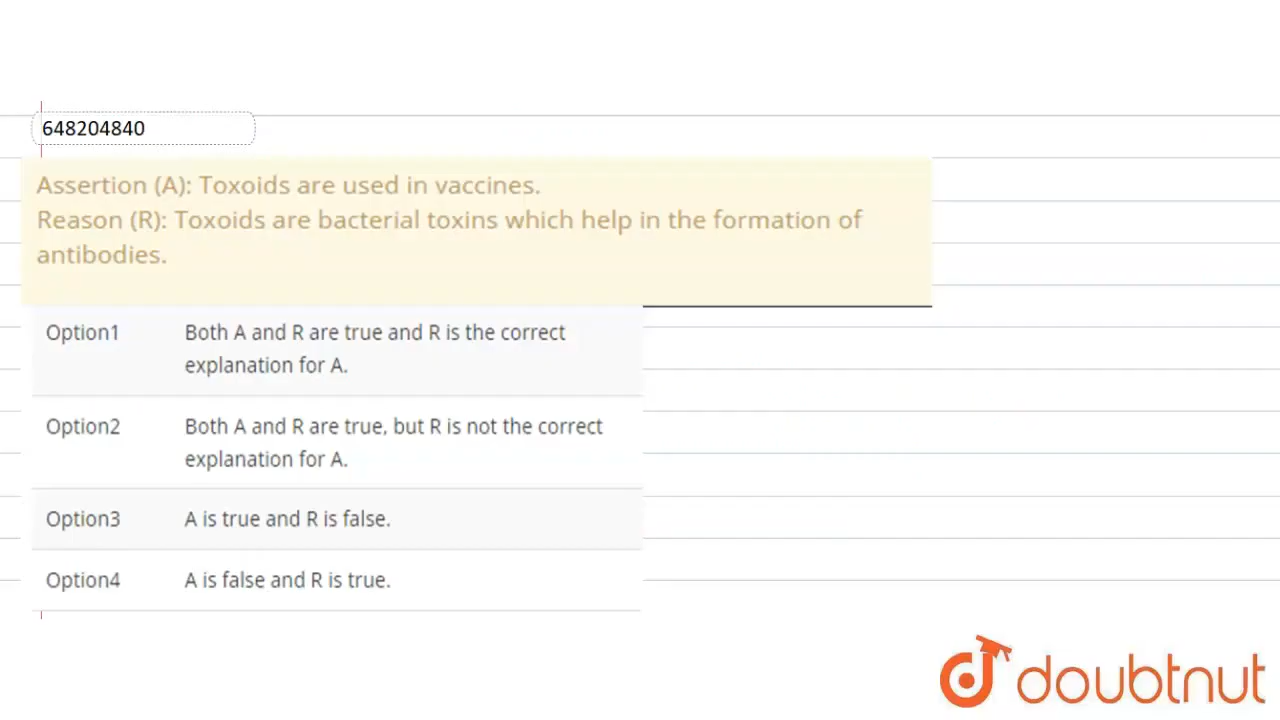 648204840
Assertion (A): Toxoids are used in vaccines.
Reason (R): Toxoids are bacterial toxins which help in the formation of
antibodies.
Option1 Both A and R are true and R is the correct
explanation for A.
Option2 Both A and R are true, but R is not the correct
explanation for A.
Option3 A is true and R is false.
Option4 A is false and R is true.
doubtnut